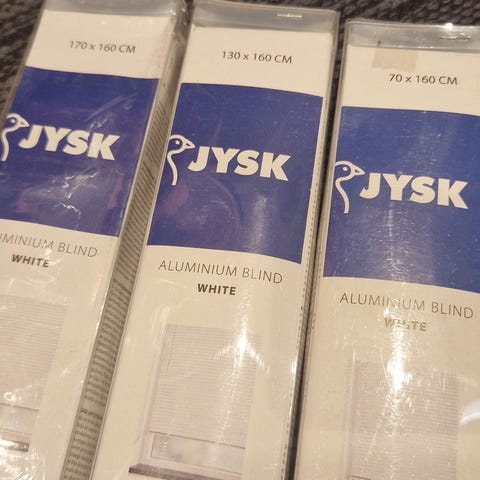 170 x 160 CM
JYSK
UMINIUM BLIND
WHITE
130 x 160 CM
JYSK
ALUMINIUM BLIND
WHITE
70 x 160 CM
JYSK
ALUMINIUM BLIND
WHITE